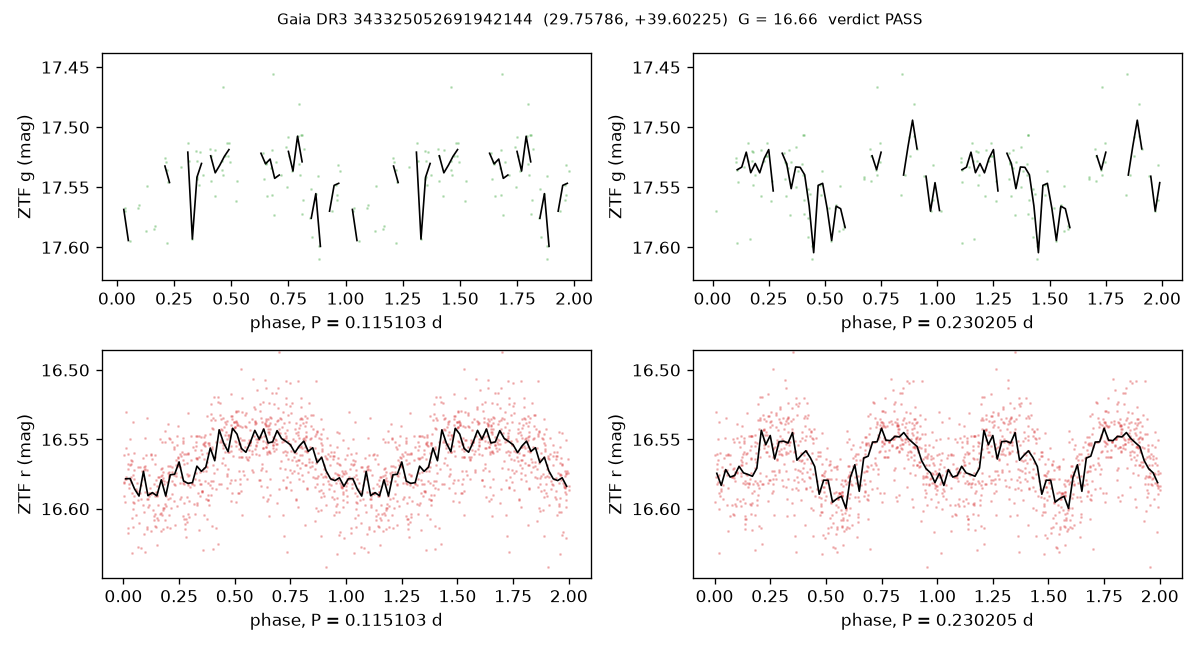 Gaia DR3 343325052691942144 (29.75786, +39.60225) G = 16.66 verdict PASS
ZTF g (mag)
17.45
17.50
17.55
17.60
0.00 0.25 0.50 0.75 1.00 1.25 1.50 1.75 2.00
phase, P = 0.115103 d
ZTF g (mag)
17.45
17.50
17.55
17.60
0.00 0.25 0.50 0.75 1.00 1.25 1.50 1.75 2.00
phase, P = 0.230205 d
ZTF r (mag)
16.50
16.55
16.60
0.00 0.25 0.50 0.75 1.00 1.25 1.50 1.75 2.00
phase, P = 0.115103 d
ZTF r (mag)
16.50
16.55
16.60
0.00 0.25 0.50 0.75 1.00 1.25 1.50 1.75 2.00
phase, P = 0.230205 d